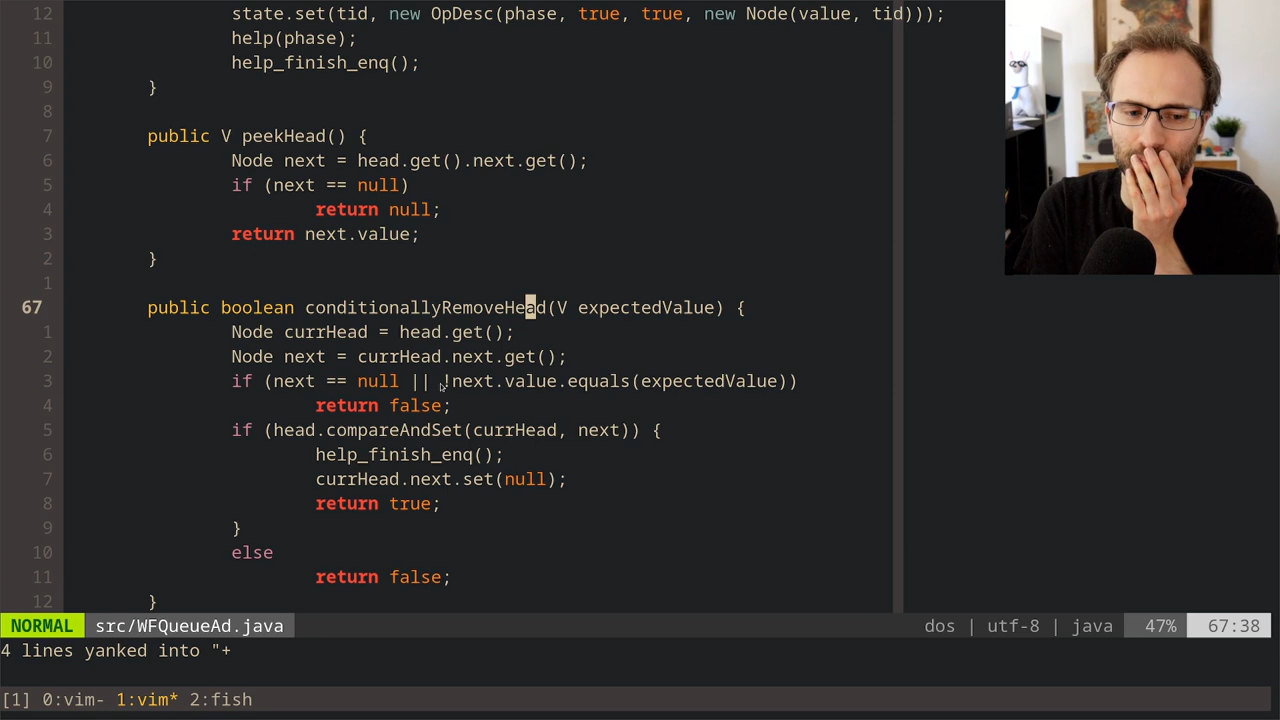 12 state.set(tid, new OpDesc(phase, true, true, new Node(value, tid)));
11 help(phase);
10 help_finish_enq();
9 }
8
7 public V peekHead() {
6 Node next = head.get().next.get();
5 if (next == null)
4 return null;
3 return next.value;
2 }
1
67 public boolean conditionallyRemoveHead(V expectedValue) {
1 Node currHead = head.get();
2 Node next = currHead.next.get();
3 if (next == null || !next.value.equals(expectedValue))
4 return false;
5 if (head.compareAndSet(currHead, next)) {
6 help_finish_enq();
7 currHead.next.set(null);
8 return true;
9 }
10 else
11 return false;
12 }
NORMAL src/WFQueueAd.java dos | utf-8 | java 47% 67:38
4 lines yanked into "+
[1] 0:vim- 1:vim* 2:fish